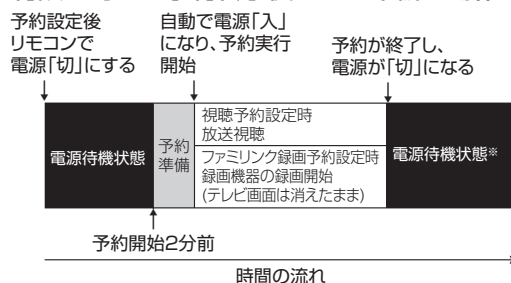 予約設定後
リモコンで
電源「切」にする
自動で電源「入」
になり、予約実行
開始
予約が終了し、
電源が「切」になる
電源待機状態
予約
準備
視聴予約設定時
放送視聴
ファミリンク録画予約設定時
録画機器の録画開始
(テレビ画面は消えたまま)
電源待機状態※
予約開始2分前
時間の流れ